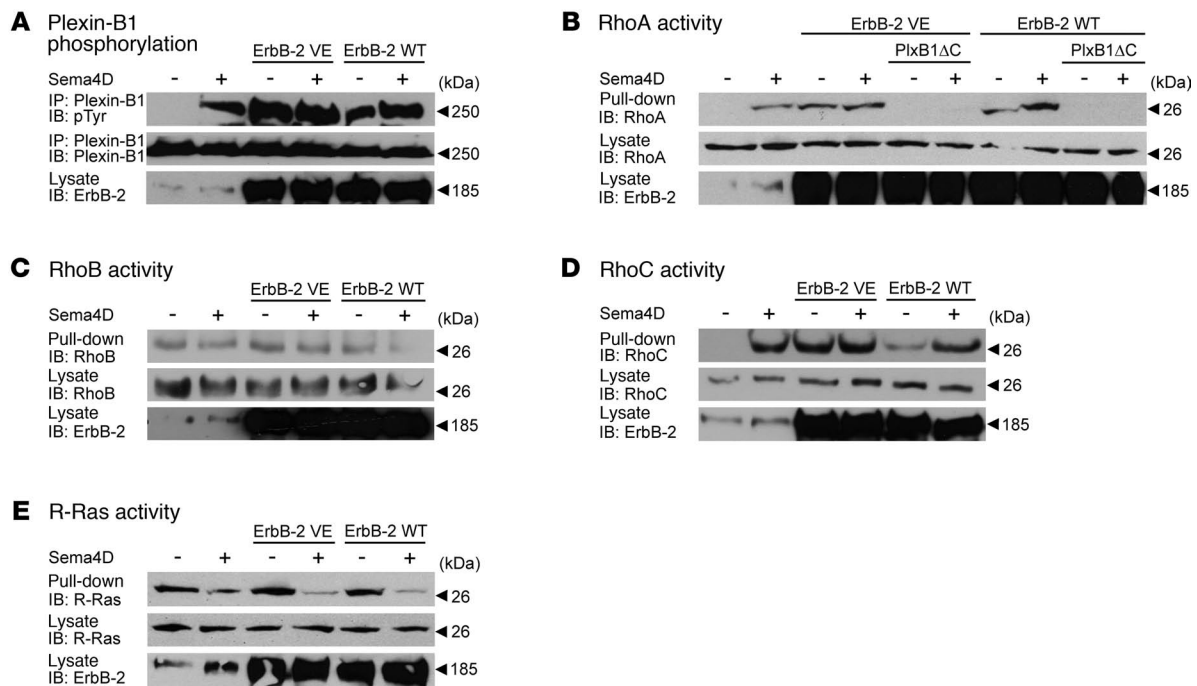 A Plexin-B1
phosphorylation
ErbB-2 VE ErbB-2 WT
Sema4D - + - + - + (kDa)
IP: Plexin-B1
IB: pTyr
250
IP: Plexin-B1
IB: Plexin-B1
250
Lysate
IB: ErbB-2
185
B RhoA activity
ErbB-2 VE ErbB-2 WT
PlxB1ΔC PlxB1ΔC
Sema4D - + - + - + - + - + (kDa)
Pull-down
IB: RhoA
26
Lysate
IB: RhoA
26
Lysate
IB: ErbB-2
185
C RhoB activity
ErbB-2 VE ErbB-2 WT
Sema4D - + - + - + (kDa)
Pull-down
IB: RhoB
26
Lysate
IB: RhoB
26
Lysate
IB: ErbB-2
185
D RhoC activity
ErbB-2 VE ErbB-2 WT
Sema4D - + - + - + (kDa)
Pull-down
IB: RhoC
26
Lysate
IB: RhoC
26
Lysate
IB: ErbB-2
185
E R-Ras activity
ErbB-2 VE ErbB-2 WT
Sema4D - + - + - + (kDa)
Pull-down
IB: R-Ras
26
Lysate
IB: R-Ras
26
Lysate
IB: ErbB-2
185